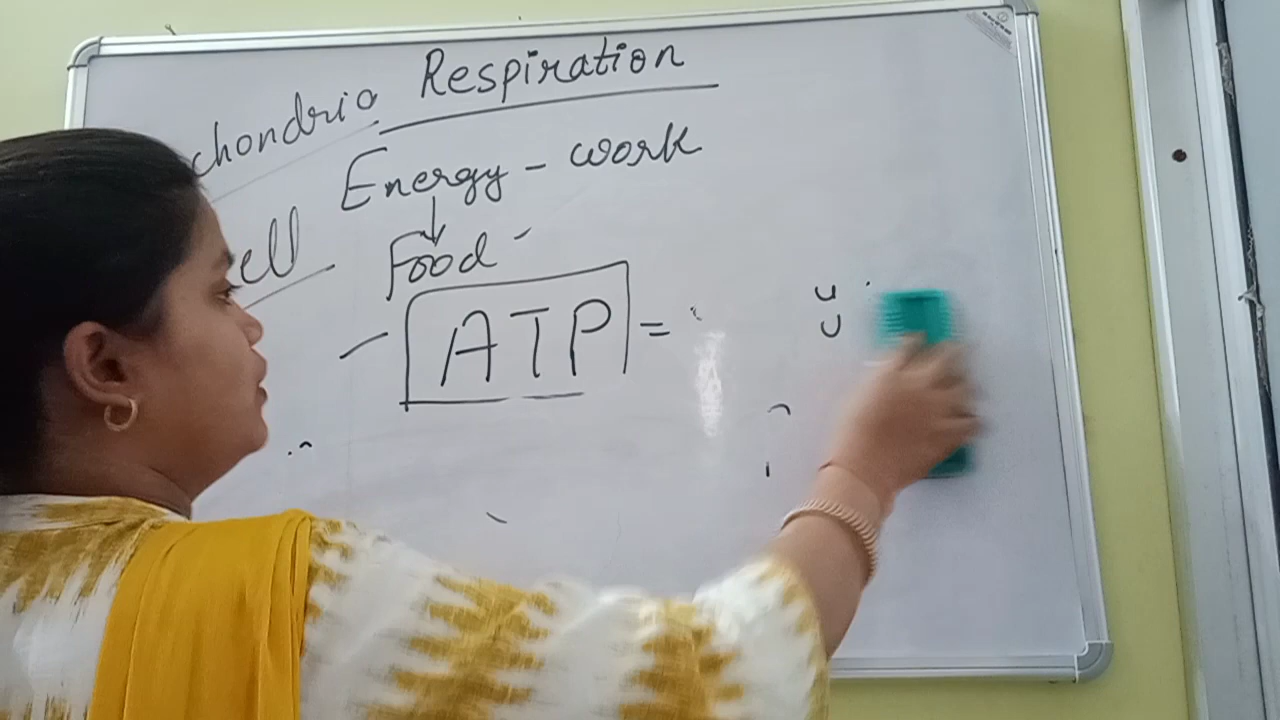 Respiration
chondria
Energy - work
↓
ell
Food -
- ATP =